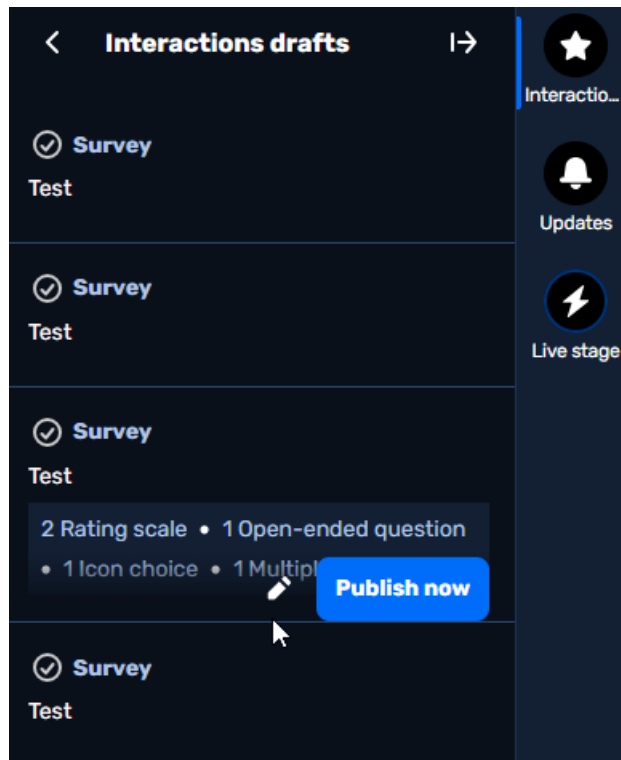 Interactions drafts
Interactio...
Survey
Test
Updates
Survey
Test
Live stage
Survey
Test
2 Rating scale • 1 Open-ended question
• 1 Icon choice • 1 Multipl
Publish now
Survey
Test